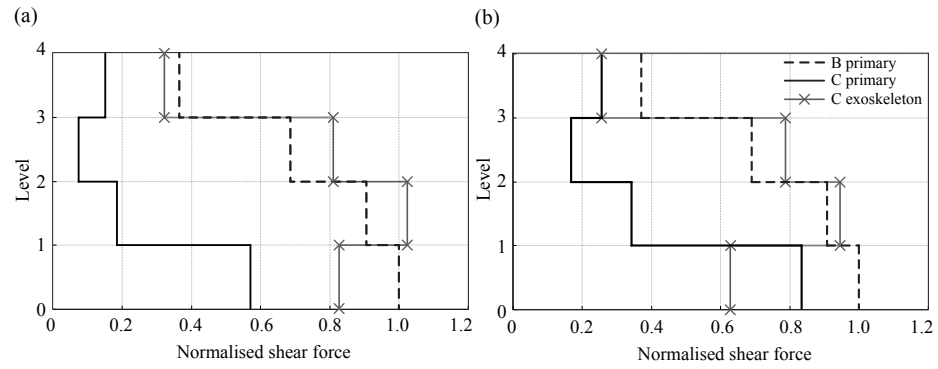 (a)
4
3
2
1
0
Level
0 0.2 0.4 0.6 0.8 1.0 1.2
Normalised shear force
(b)
4
3
2
1
0
Level
B primary
C primary
C exoskeleton
0 0.2 0.4 0.6 0.8 1.0 1.2
Normalised shear force